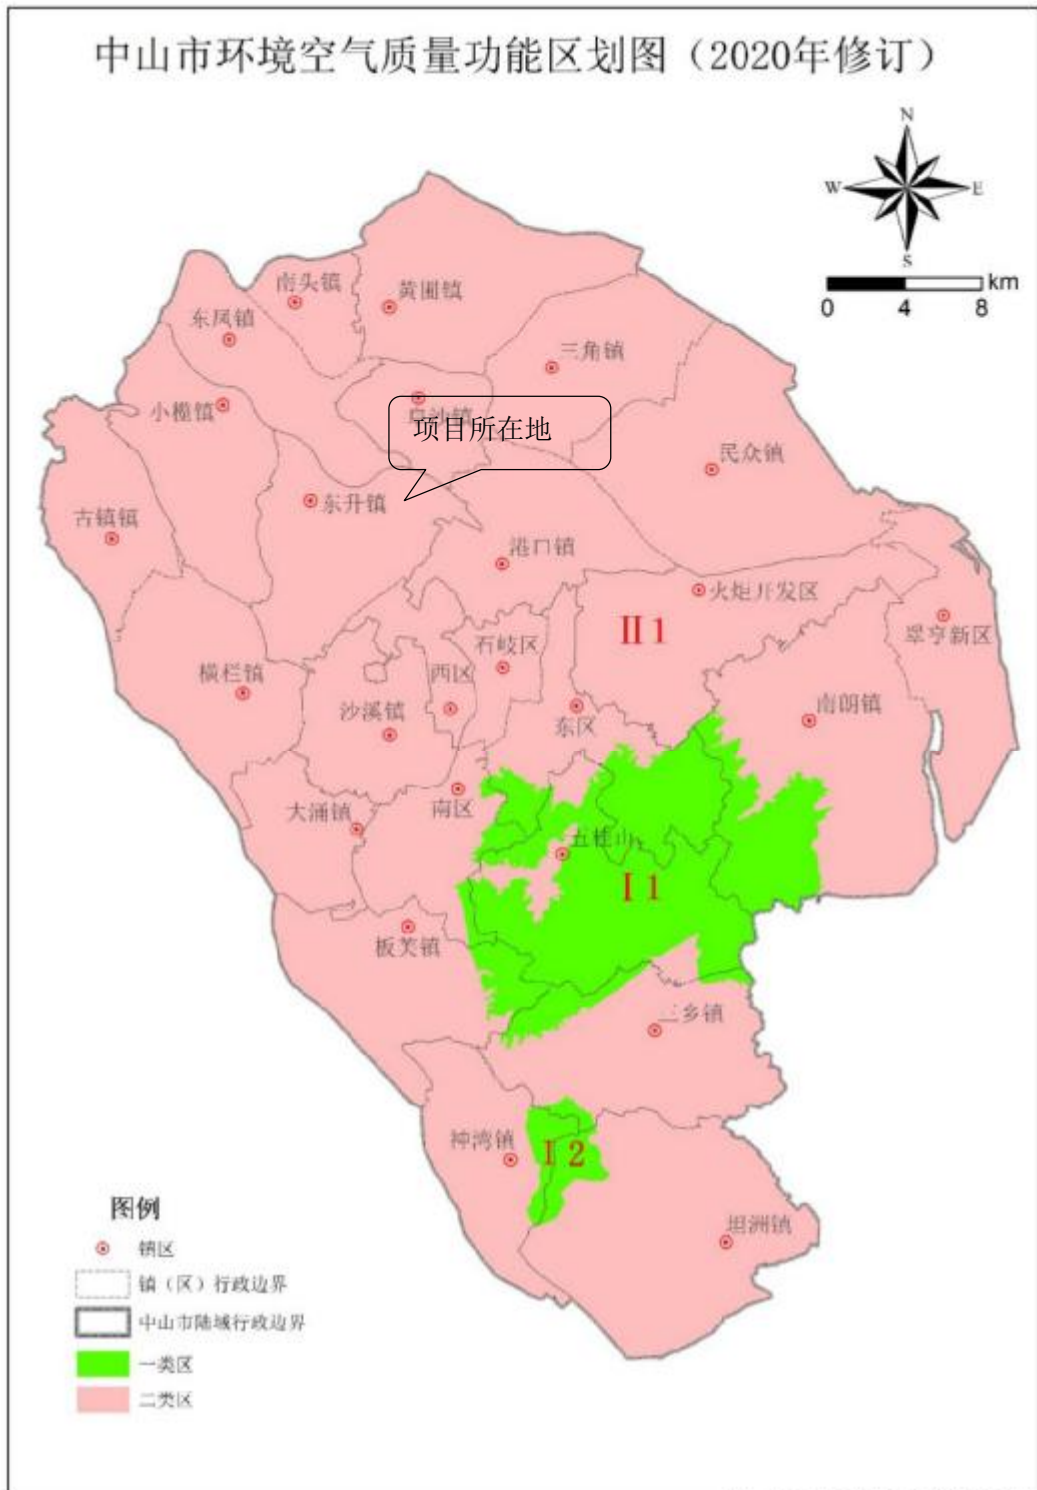 中山市环境空气质量功能区划图（2020年修订）
N
W
E
S
km
0 4 8
南头镇
黄圃镇
东凤镇
三角镇
小榄镇
阜沙镇
项目所在地
民众镇
东升镇
古镇镇
港口镇
火炬开发区
II 1
翠亨新区
石岐区
横栏镇
西区
沙溪镇
东区
南朗镇
大涌镇
南区
五桂山
I 1
板芙镇
三乡镇
神湾镇
I 2
坦洲镇
图例
镇区
镇（区）行政边界
中山市陆域行政边界
一类区
二类区